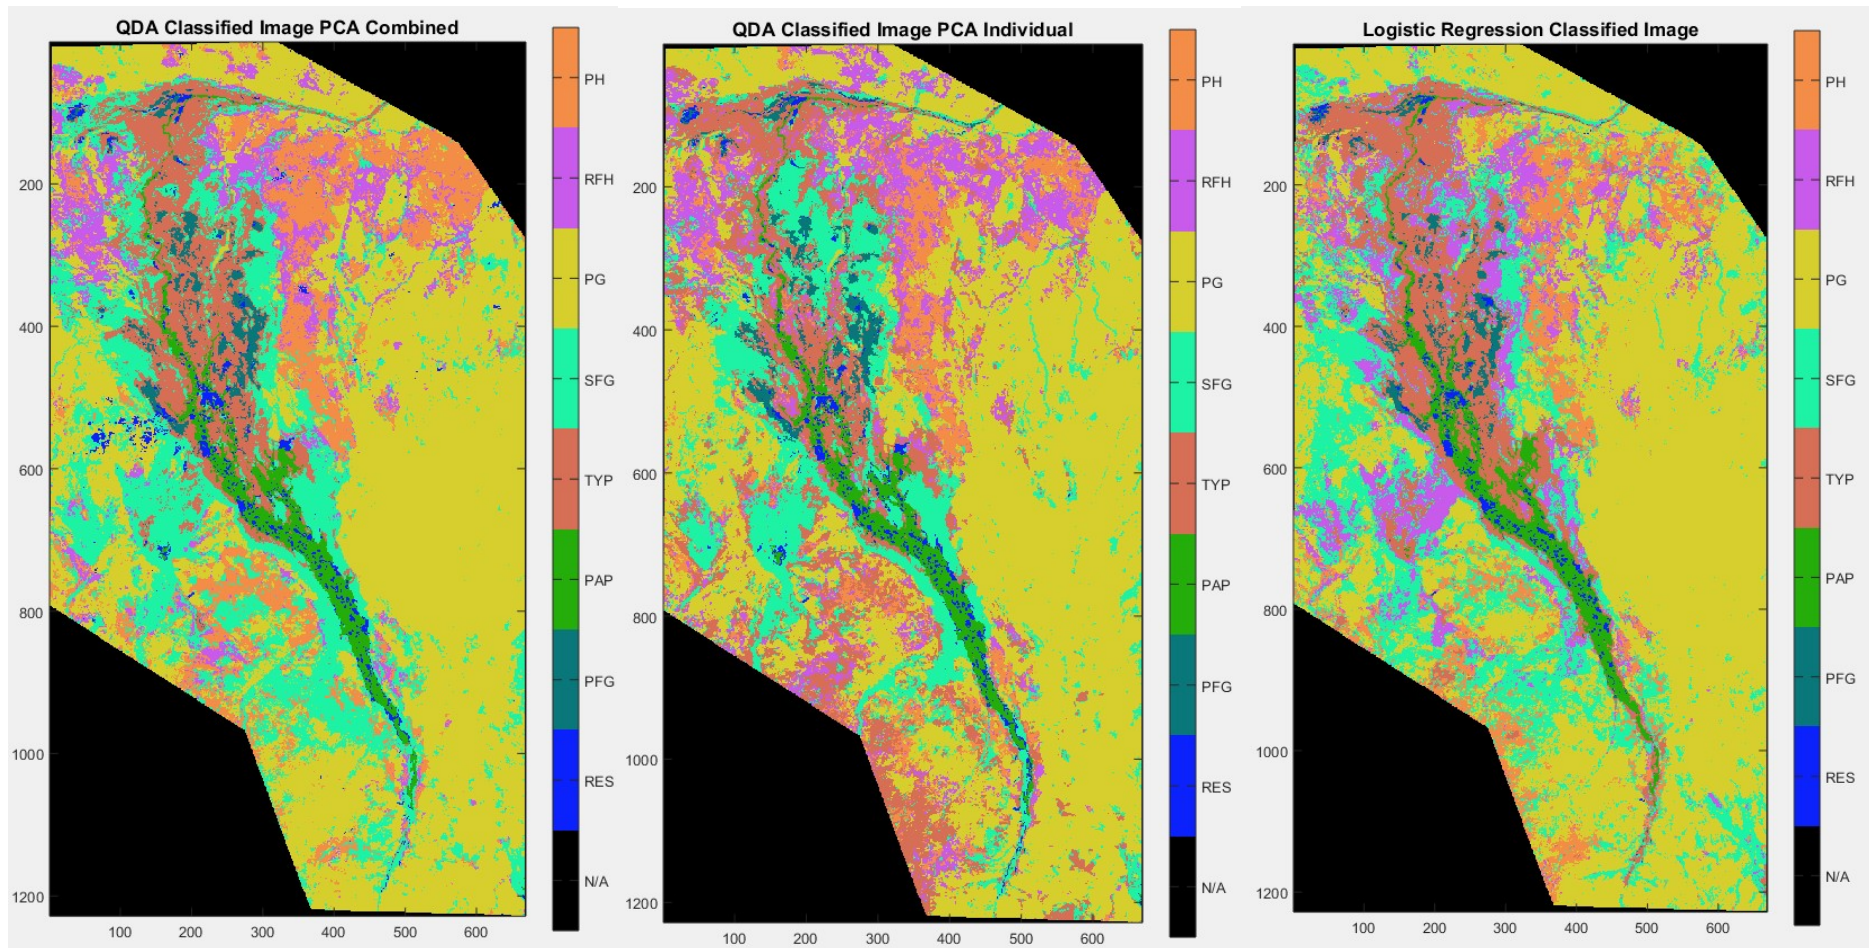 QDA Classified Image PCA Combined
PH
RFH
PG
SFG
TYP
PAP
PFG
RES
N/A
200
400
600
800
1000
1200
100 200 300 400 500 600
QDA Classified Image PCA Individual
PH
RFH
PG
SFG
TYP
PAP
PFG
RES
N/A
200
400
600
800
1000
1200
100 200 300 400 500 600
Logistic Regression Classified Image
PH
RFH
PG
SFG
TYP
PAP
PFG
RES
N/A
200
400
600
800
1000
1200
100 200 300 400 500 600